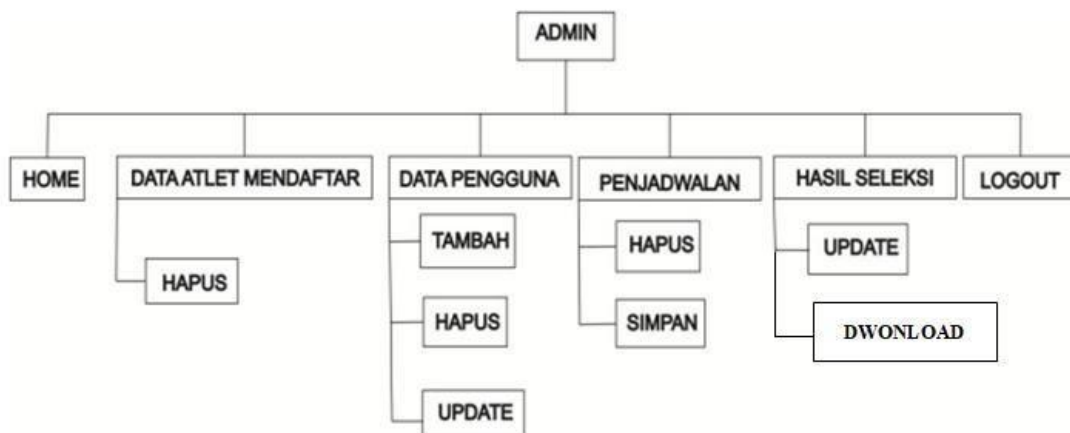 ADMIN
HOME
DATA ATLET MENDAFTAR
DATA PENGGUNA
PENJADWALAN
HASIL SELEKSI
LOGOUT
HAPUS
TAMBAH
HAPUS
UPDATE
HAPUS
SIMPAN
UPDATE
DWONLOAD